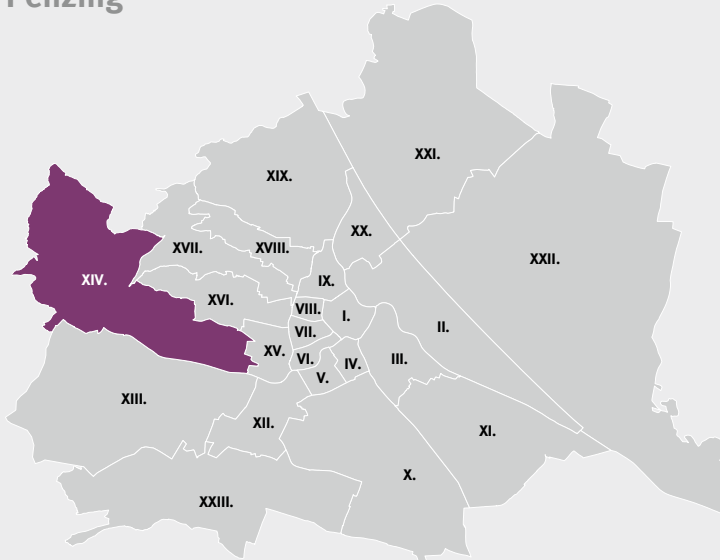 Penzing
XXI.
XIX.
XX.
XVII.
XVIII.
XXII.
XIV.
IX.
XVI.
VIII.
I.
II.
VII.
XV.
VI.
IV.
III.
V.
XIII.
XII.
XI.
X.
XXIII.